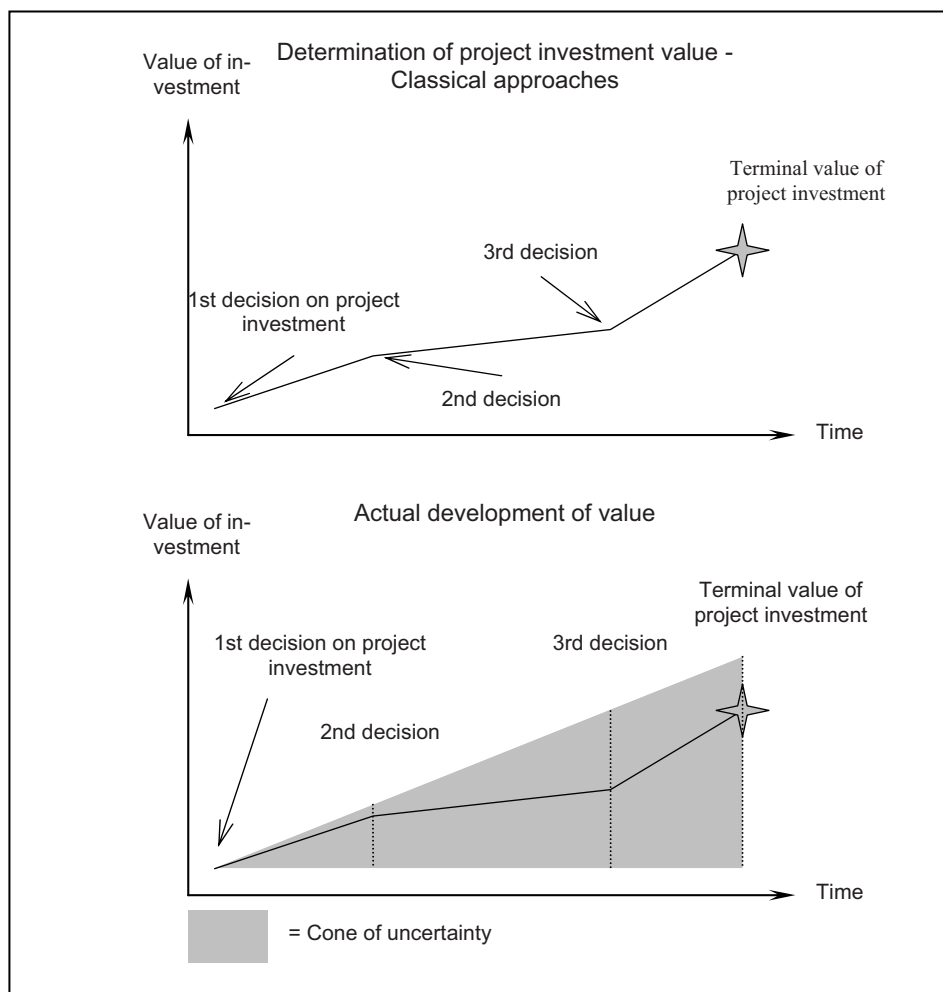 Value of in-
vestment
Determination of project investment value -
Classical approaches
Terminal value of
project investment
3rd decision
1st decision on project
investment
2nd decision
Time
Value of in-
vestment
Actual development of value
Terminal value of
project investment
1st decision on project
investment
3rd decision
2nd decision
Time
= Cone of uncertainty